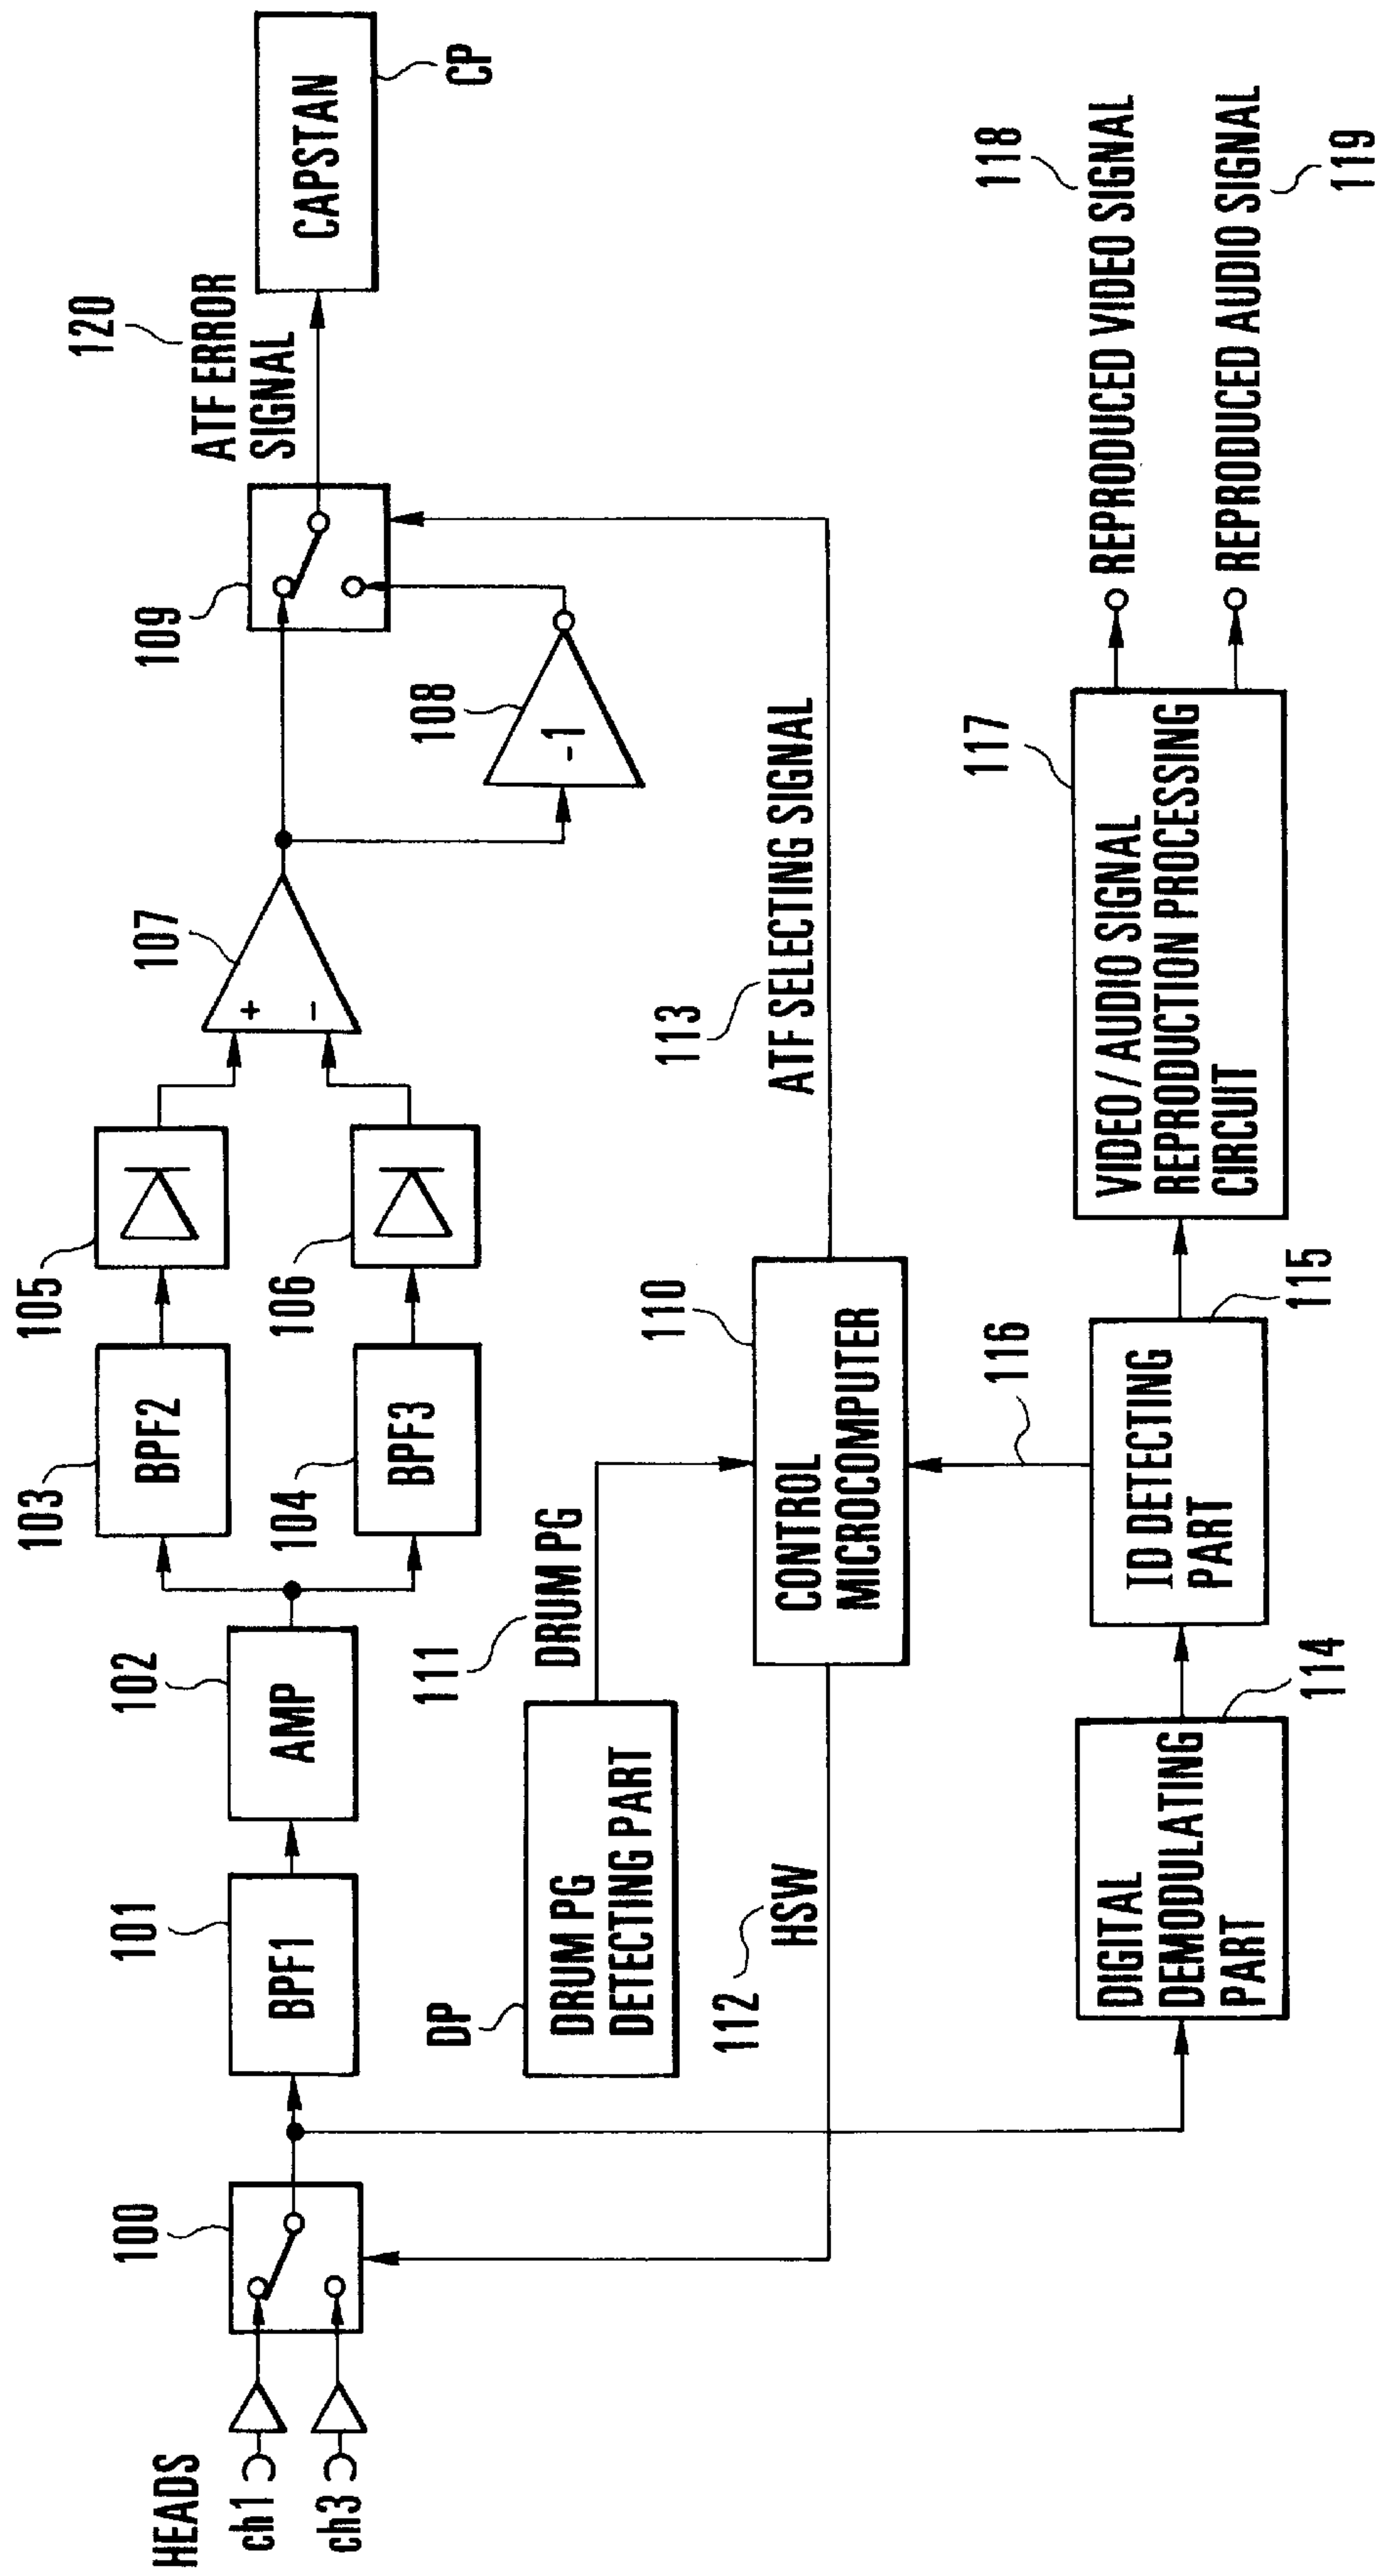 HEADS
ch1
ch3
100
101
BPF1
102
AMP
103
BPF2
104
BPF3
105
106
107
+
−
108
-1
109
120
ATF ERROR
SIGNAL
CAPSTAN
CP
DP
DRUM PG
DETECTING PART
111
DRUM PG
112
HSW
110
CONTROL
MICROCOMPUTER
113
ATF SELECTING SIGNAL
114
DIGITAL
DEMODULATING
PART
115
ID DETECTING
PART
116
117
VIDEO / AUDIO SIGNAL
REPRODUCTION PROCESSING
CIRCUIT
118
REPRODUCED VIDEO SIGNAL
REPRODUCED AUDIO SIGNAL
119